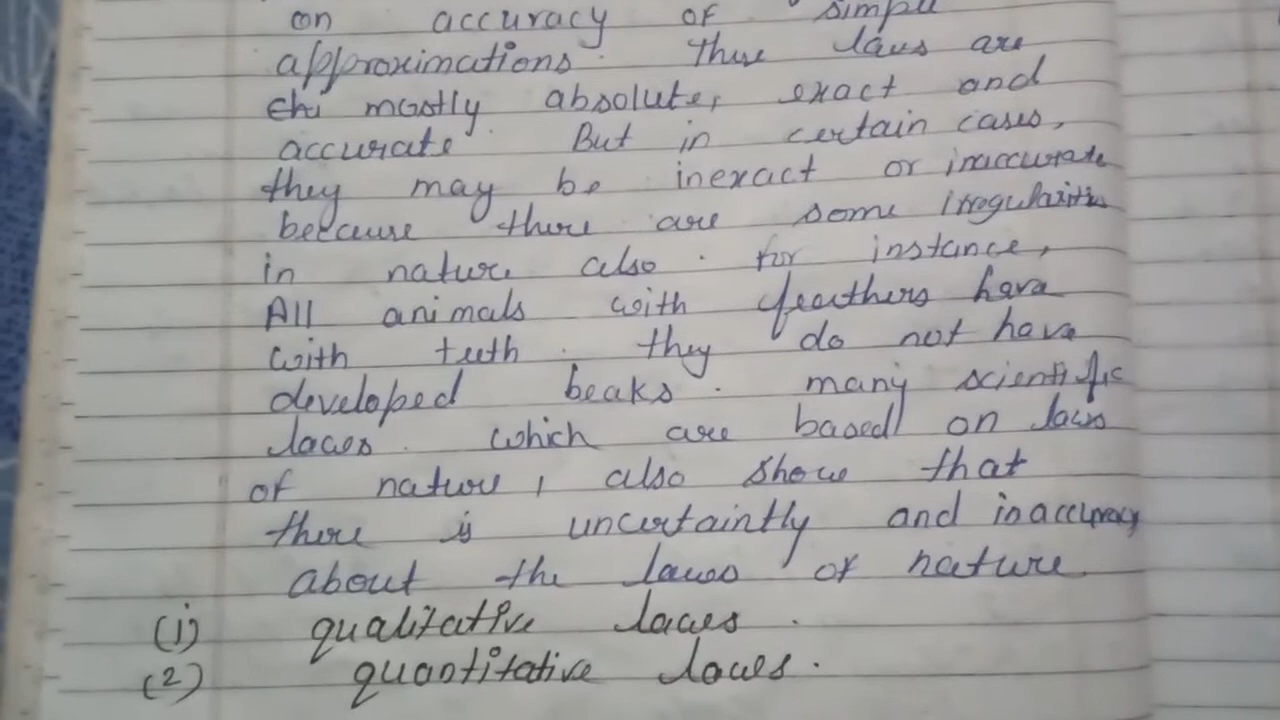 on accuracy of simple
approximations. These laws are
mostly absolute, exact and
accurate. But in certain cases,
they may be inexact or inaccurate
because there are some irregularities
in nature also. for instance,
All animals with feathers have
with teeth. they do not have
developed beaks. many scientific
laws. which are based on laws
of nature, also show that
there is uncertaintly and inaccuracy
about the laws of nature
(i) qualitative laws.
(2) quantitative laws.